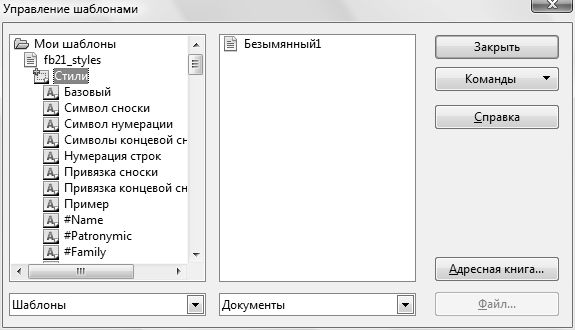 Управление шаблонами
Мои шаблоны
fb21_styles
Стили
Базовый
Символ сноски
Символ нумерации
Символы концевой сн
Нумерация строк
Привязка сноски
Привязка концевой сн
Пример
#Name
#Patronymic
#Family
Шаблоны
Безымянный1
Документы
Закрыть
Команды
Справка
Адресная книга...
Файл...